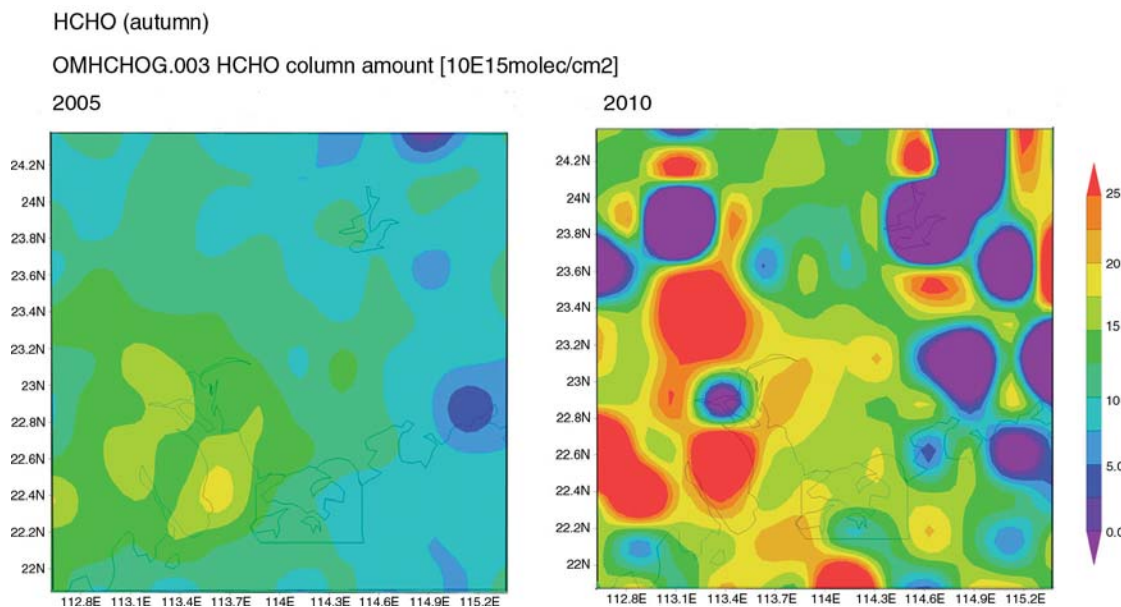 HCHO (autumn)
OMHCHOG.003 HCHO column amount [10E15molec/cm2]
2005
2010
24.2N
24N
23.8N
23.6N
23.4N
23.2N
23N
22.8N
22.6N
22.4N
22.2N
22N
112.8E 113.1E 113.4E 113.7E 114E 114.3E 114.6E 114.9E 115.2E
24.2N
24N
23.8N
23.6N
23.4N
23.2N
23N
22.8N
22.6N
22.4N
22.2N
22N
112.8E 113.1E 113.4E 113.7E 114E 114.3E 114.6E 114.9E 115.2E
25
20
15
10
5.0
0.0